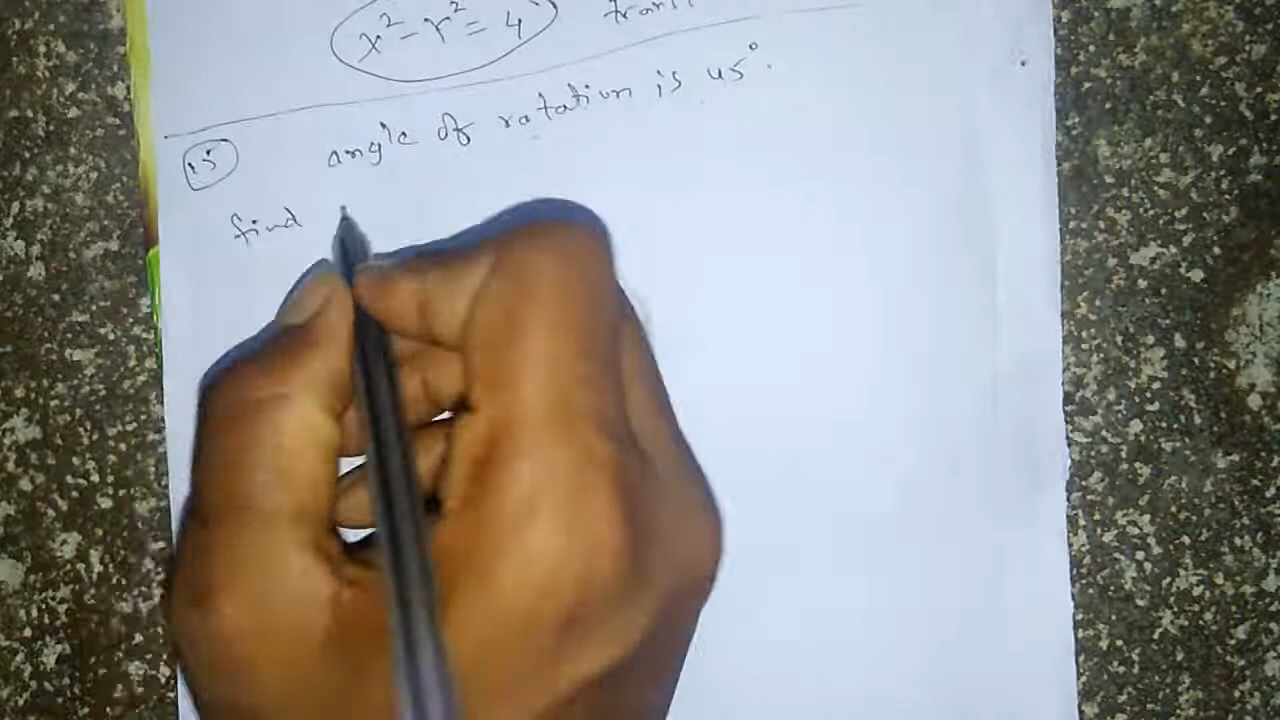 x² - Y² = 4
15 angle of rotation is 45°.
find